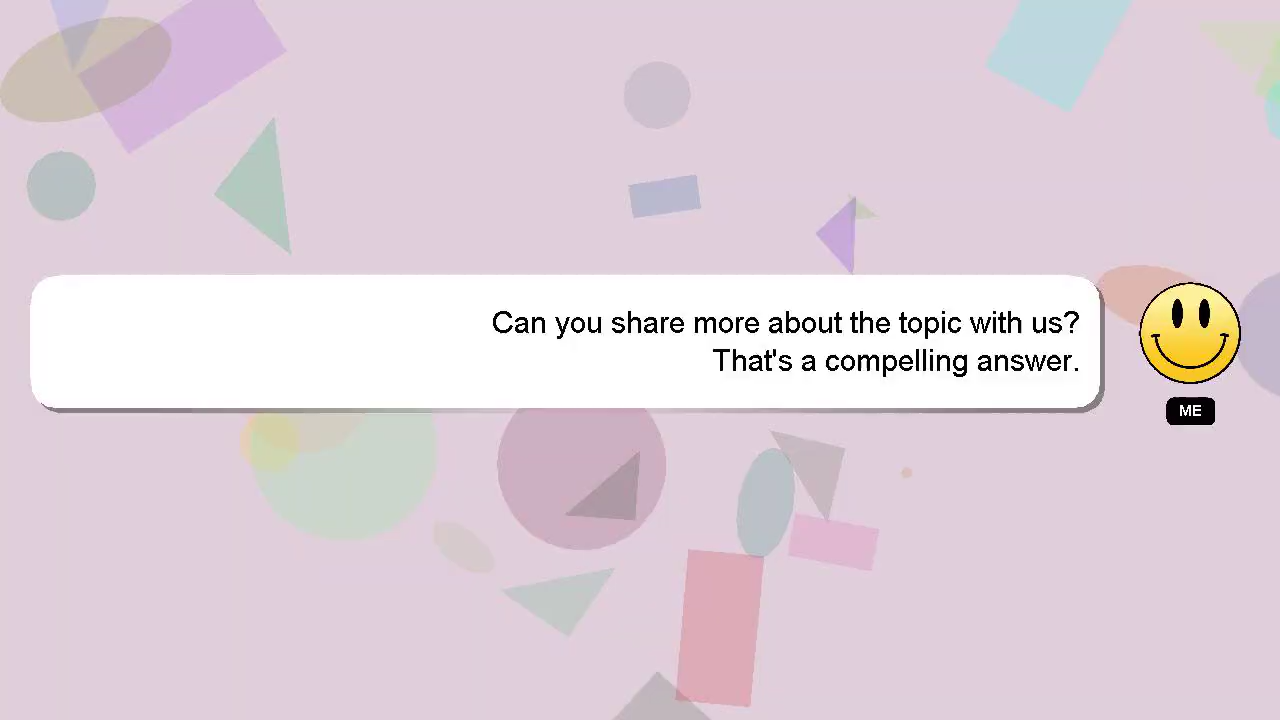 Can you share more about the topic with us?
That's a compelling answer.
ME